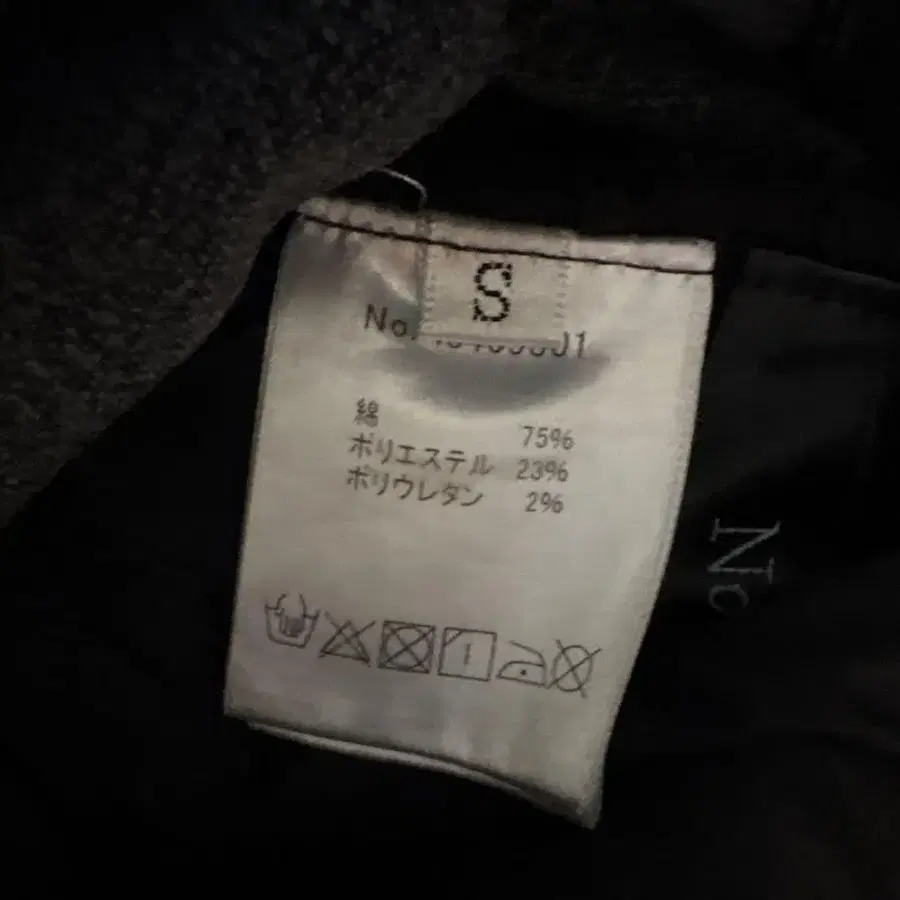 S
No.
綿 75%
ポリエステル 23%
ポリウレタン 2%
Nc